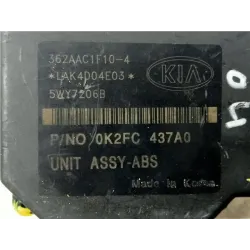 362AAC1F10-4
*LAK4D04E03*
5WY7206B
KIA
P/NO 0K2FC 437A0
UNIT ASSY-ABS
Made in Korea.